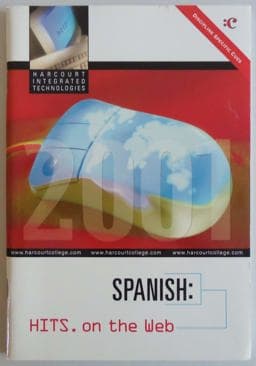 :C
DISCIPLINE SPECIFIC CUES
HARCOURT
INTEGRATED
TECHNOLOGIES
2001
www.harcourtcollege.com www.harcourtcollege.com www.harcourtcollege.com
SPANISH:
HITS. on the Web